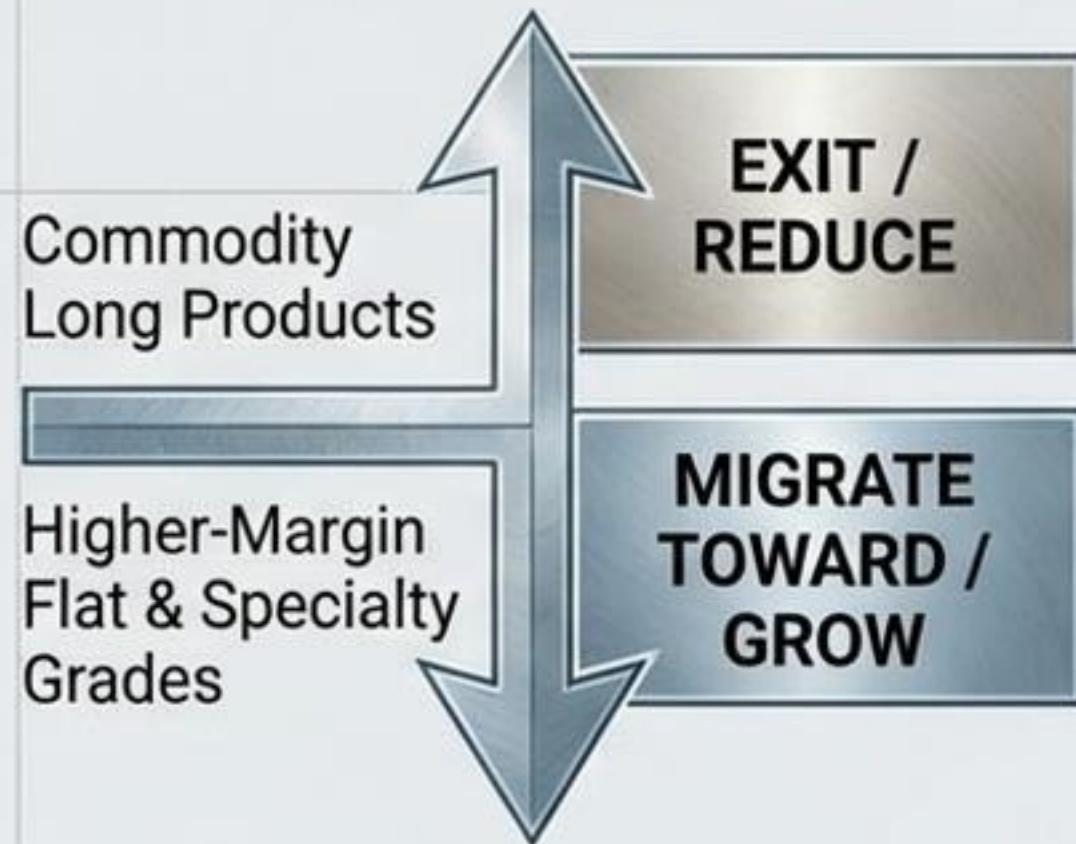 Commodity
Long Products
EXIT /
REDUCE
Higher-Margin
Flat & Specialty
Grades
MIGRATE
TOWARD /
GROW